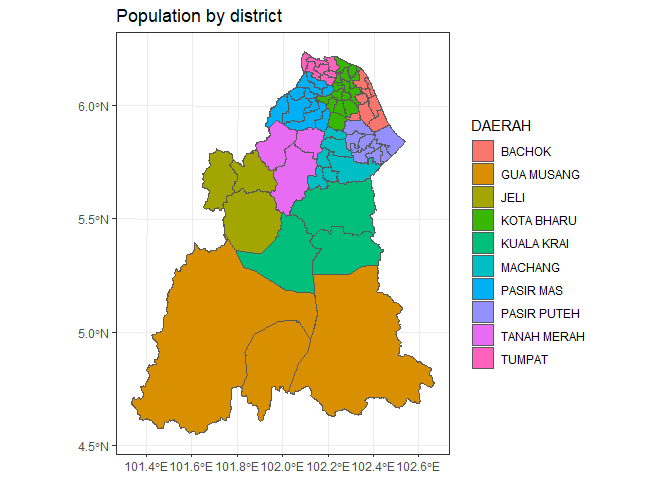 Population by district
6.0°N
5.5°N
5.0°N
4.5°N
101.4°E 101.6°E 101.8°E 102.0°E 102.2°E 102.4°E 102.6°E
DAERAH
BACHOK
GUA MUSANG
JELI
KOTA BHARU
KUALA KRAI
MACHANG
PASIR MAS
PASIR PUTEH
TANAH MERAH
TUMPAT